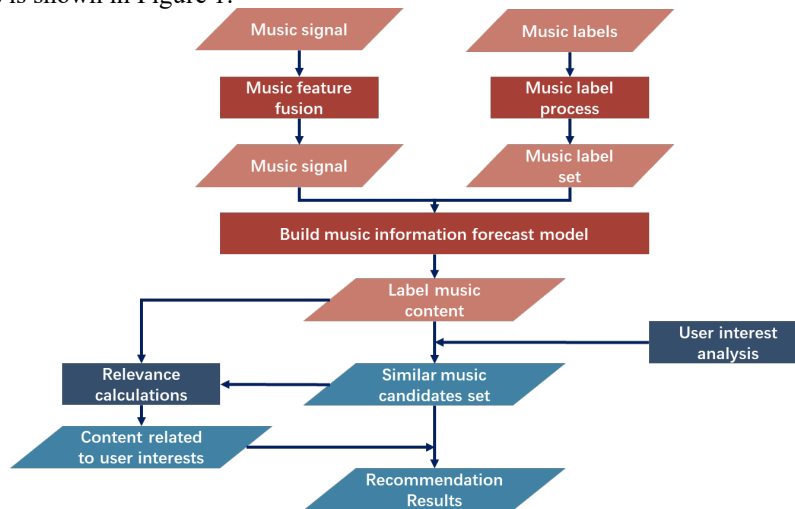 is shown in Figure 1.
Music signal
Music labels
Music feature
fusion
Music label
process
Music signal
Music label
set
Build music information forecast model
Label music
content
User interest
analysis
Relevance
calculations
Similar music
candidates set
Content related
to user interests
Recommendation
Results